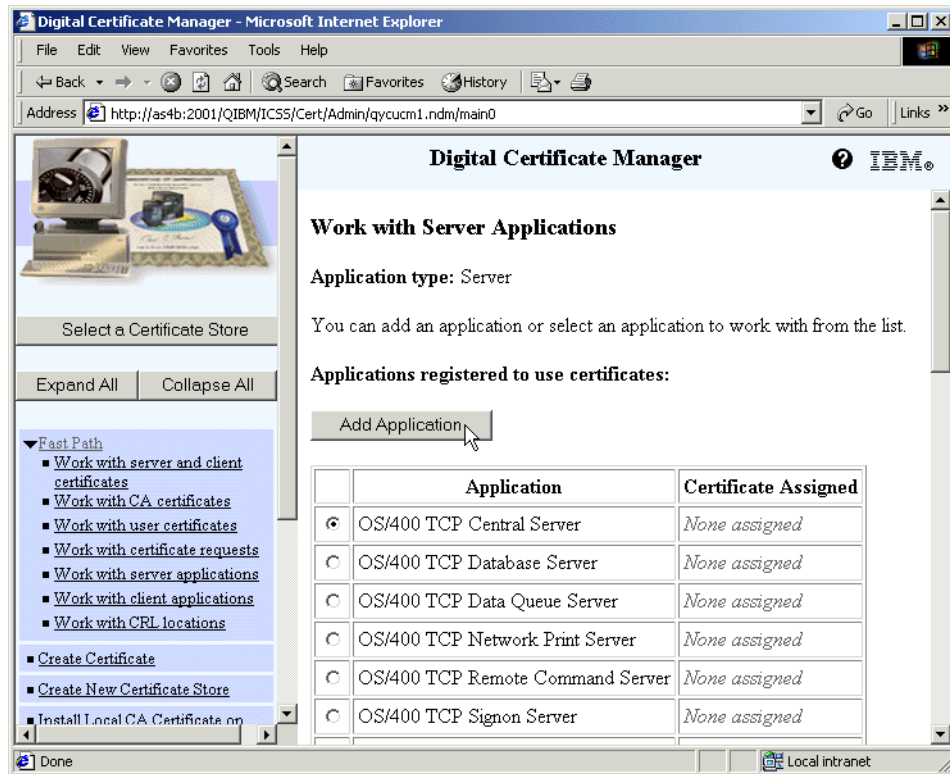 Digital Certificate Manager - Microsoft Internet Explorer
File Edit View Favorites Tools Help
Back Search Favorites History
Address http://as4b:2001/QIBM/ICSS/Cert/Admin/qycucm1.ndm/main0 Go Links »
Digital Certificate Manager ? IBM®
Select a Certificate Store
Expand All Collapse All
Fast Path
Work with server and client
certificates
Work with CA certificates
Work with user certificates
Work with certificate requests
Work with server applications
Work with client applications
Work with CRL locations
Create Certificate
Create New Certificate Store
Install Local CA Certificate on
Work with Server Applications
Application type: Server
You can add an application or select an application to work with from the list.
Applications registered to use certificates:
Add Application
Application Certificate Assigned
OS/400 TCP Central Server None assigned
OS/400 TCP Database Server None assigned
OS/400 TCP Data Queue Server None assigned
OS/400 TCP Network Print Server None assigned
OS/400 TCP Remote Command Server None assigned
OS/400 TCP Signon Server None assigned
Done Local intranet